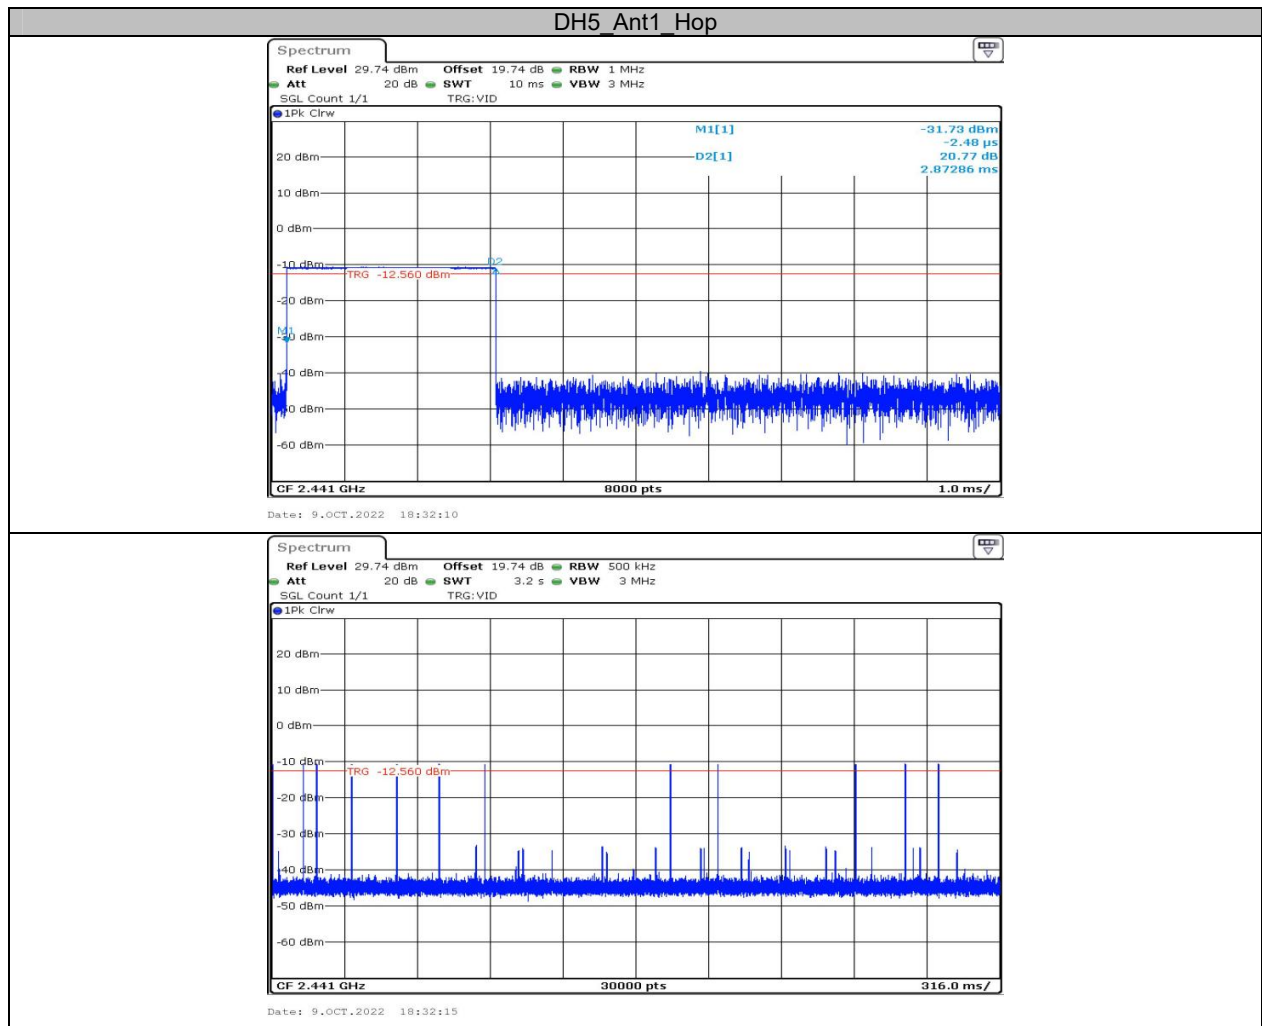 DH5_Ant1_Hop
Spectrum
Ref Level 29.74 dBm Offset 19.74 dB RBW 1 MHz
Att 20 dB SWT 10 ms VBW 3 MHz
SGL Count 1/1 TRG:VID
1Pk Clrw
M1[1] -31.73 dBm
-2.48 µs
20 dBm D2[1] 20.77 dB
2.87286 ms
10 dBm
0 dBm
D2
-10 dBm
TRG -12.560 dBm
-20 dBm
M1
-30 dBm
-40 dBm
-50 dBm
-60 dBm
CF 2.441 GHz 8000 pts 1.0 ms/
Date: 9.OCT.2022 18:32:10
Spectrum
Ref Level 29.74 dBm Offset 19.74 dB RBW 500 kHz
Att 20 dB SWT 3.2 s VBW 3 MHz
SGL Count 1/1 TRG:VID
1Pk Clrw
20 dBm
10 dBm
0 dBm
-10 dBm
TRG -12.560 dBm
-20 dBm
-30 dBm
-40 dBm
-50 dBm
-60 dBm
CF 2.441 GHz 30000 pts 316.0 ms/
Date: 9.OCT.2022 18:32:15